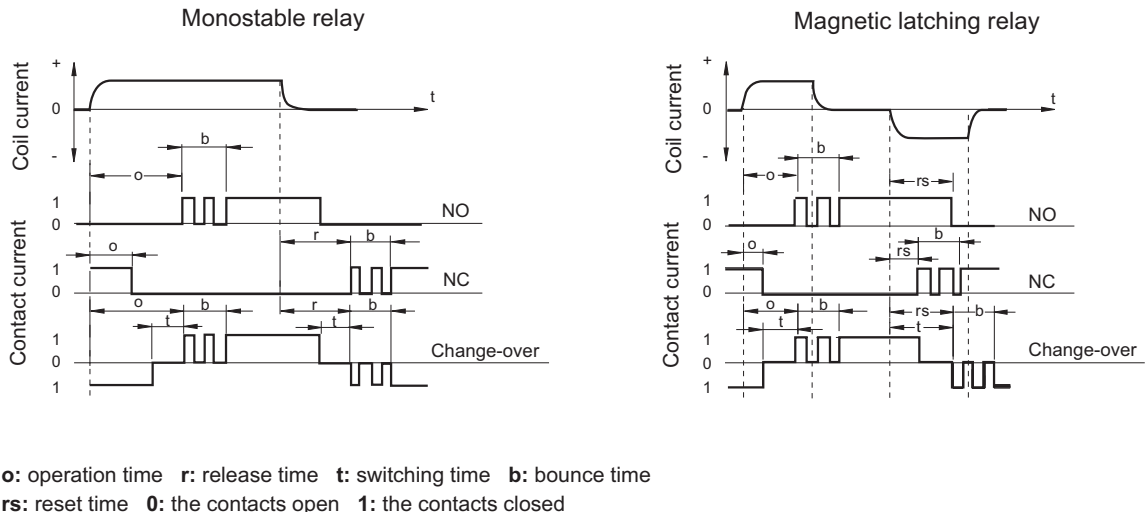 Monostable relay
Magnetic latching relay
Coil current
+
0
-
t
b
o
Contact current
1
0
NO
o
r
b
1
0
NC
o
b
r
b
t
t
1
0
1
Change-over
Coil current
+
0
-
t
b
o
rs
Contact current
1
0
NO
o
b
rs
1
0
NC
o
b
rs
b
t
t
1
0
1
Change-over
o: operation time r: release time t: switching time b: bounce time
rs: reset time 0: the contacts open 1: the contacts closed